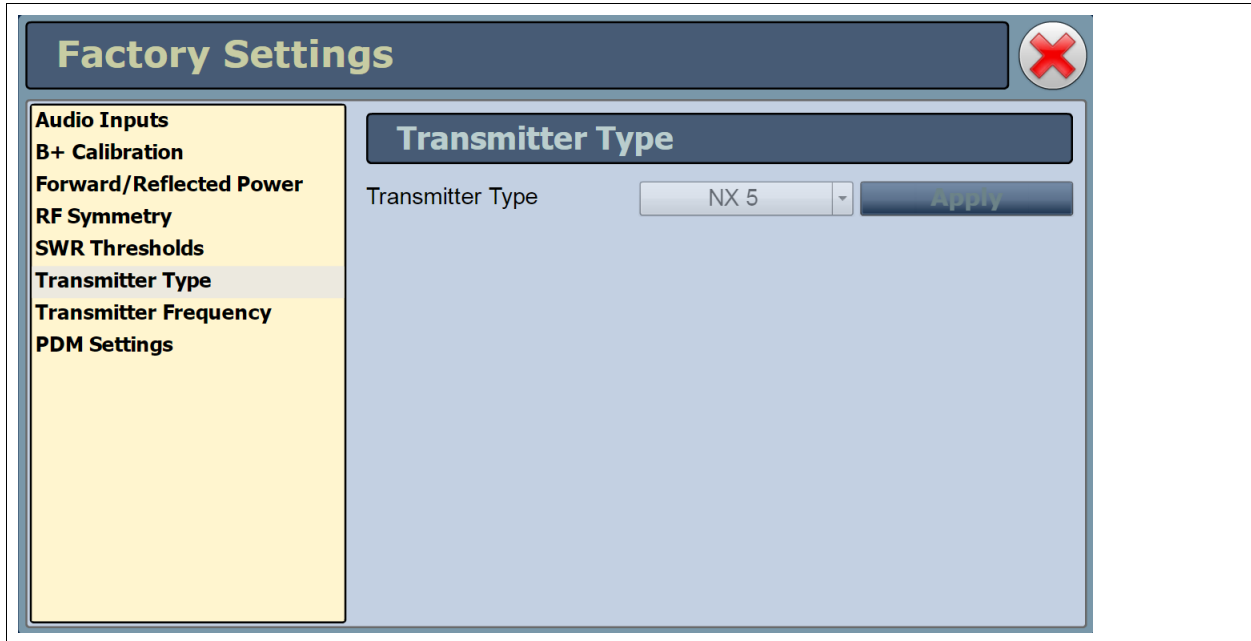 Factory Settings
Audio Inputs
B+ Calibration
Forward/Reflected Power
RF Symmetry
SWR Thresholds
Transmitter Type
Transmitter Frequency
PDM Settings
Transmitter Type
Transmitter Type NX 5 Apply